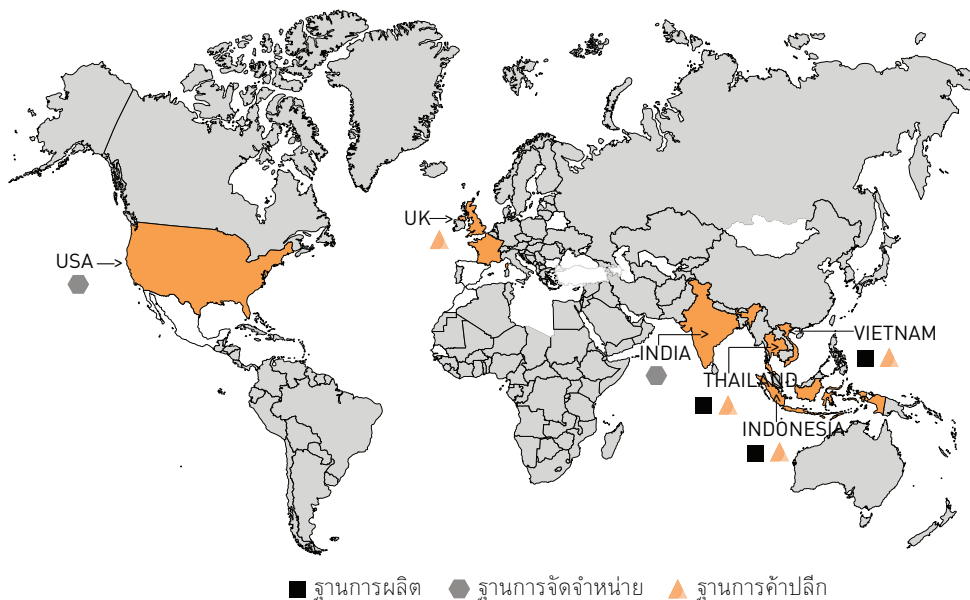 UK
USA
VIETNAM
INDIA
THAILAND
INDONESIA
ฐานการผลิต ฐานการจัดจำหน่าย ฐานการค้าปลีก